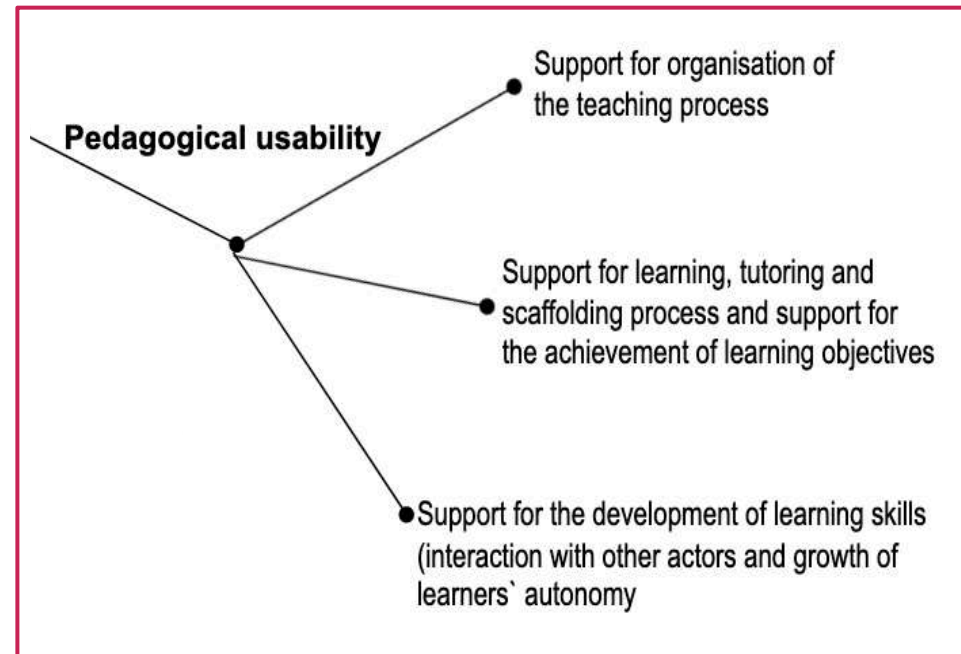 Support for organisation of
the teaching process
Pedagogical usability
Support for learning, tutoring and
scaffolding process and support for
the achievement of learning objectives
Support for the development of learning skills
(interaction with other actors and growth of
learners` autonomy